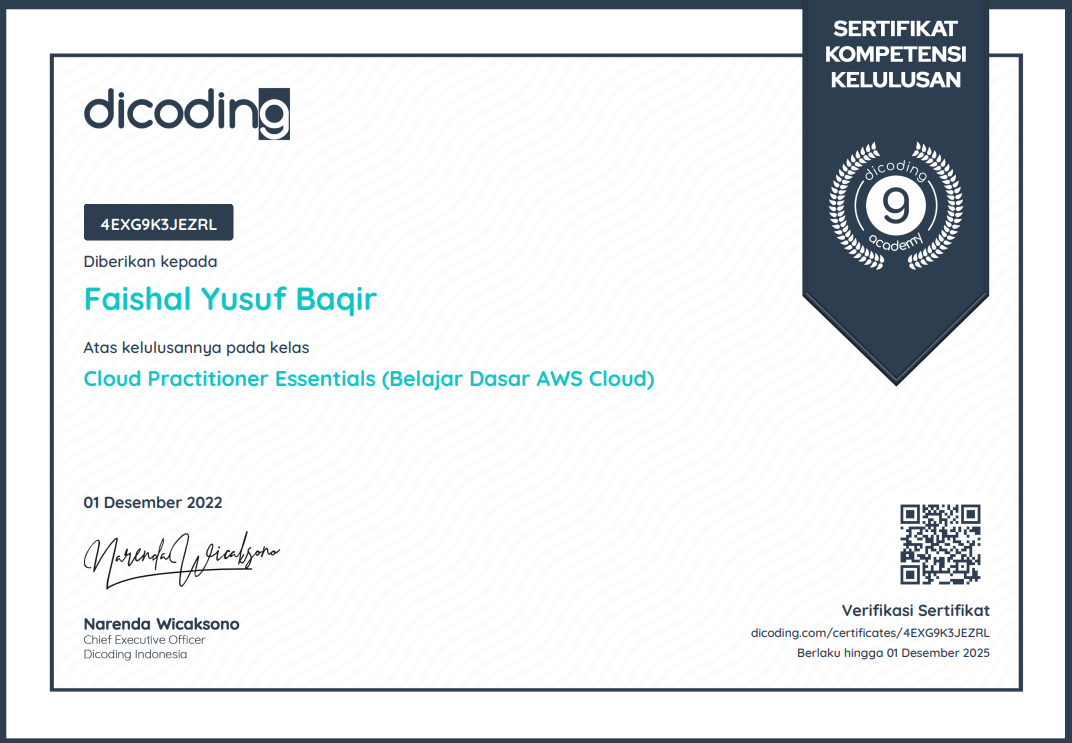 SERTIFIKAT
KOMPETENSI
KELULUSAN
dicoding
dicoding
9
academy
4EXG9K3JEZRL
Diberikan kepada
Faishal Yusuf Baqir
Atas kelulusannya pada kelas
Cloud Practitioner Essentials (Belajar Dasar AWS Cloud)
01 Desember 2022
Narenda Wicaksono
Narenda Wicaksono
Chief Executive Officer
Dicoding Indonesia
Verifikasi Sertifikat
dicoding.com/certificates/4EXG9K3JEZRL
Berlaku hingga 01 Desember 2025